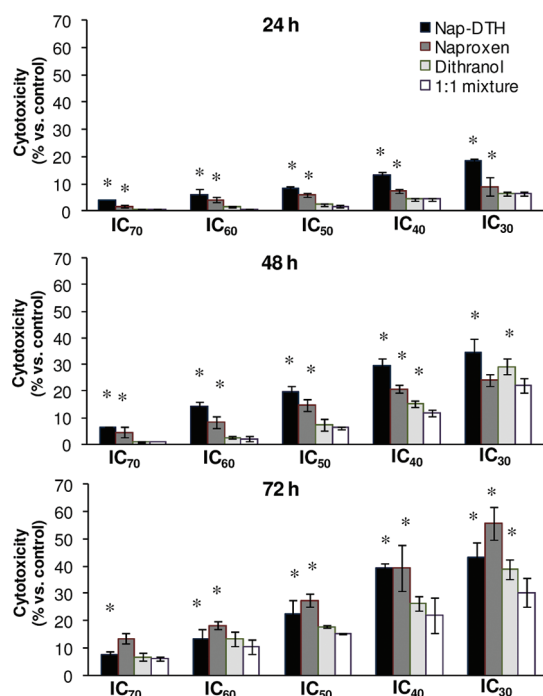 24 h
Nap-DTH
Naproxen
Dithranol
1:1 mixture
Cytotoxicity
(% vs. control)
70
60
50
40
30
20
10
0
* * * * * * * * * *
IC70 IC60 IC50 IC40 IC30
48 h
Cytotoxicity
(% vs. control)
70
60
50
40
30
20
10
0
* * * * * * * * * * *
IC70 IC60 IC50 IC40 IC30
72 h
Cytotoxicity
(% vs. control)
70
60
50
40
30
20
10
0
* * * * * * * * * *
IC70 IC60 IC50 IC40 IC30